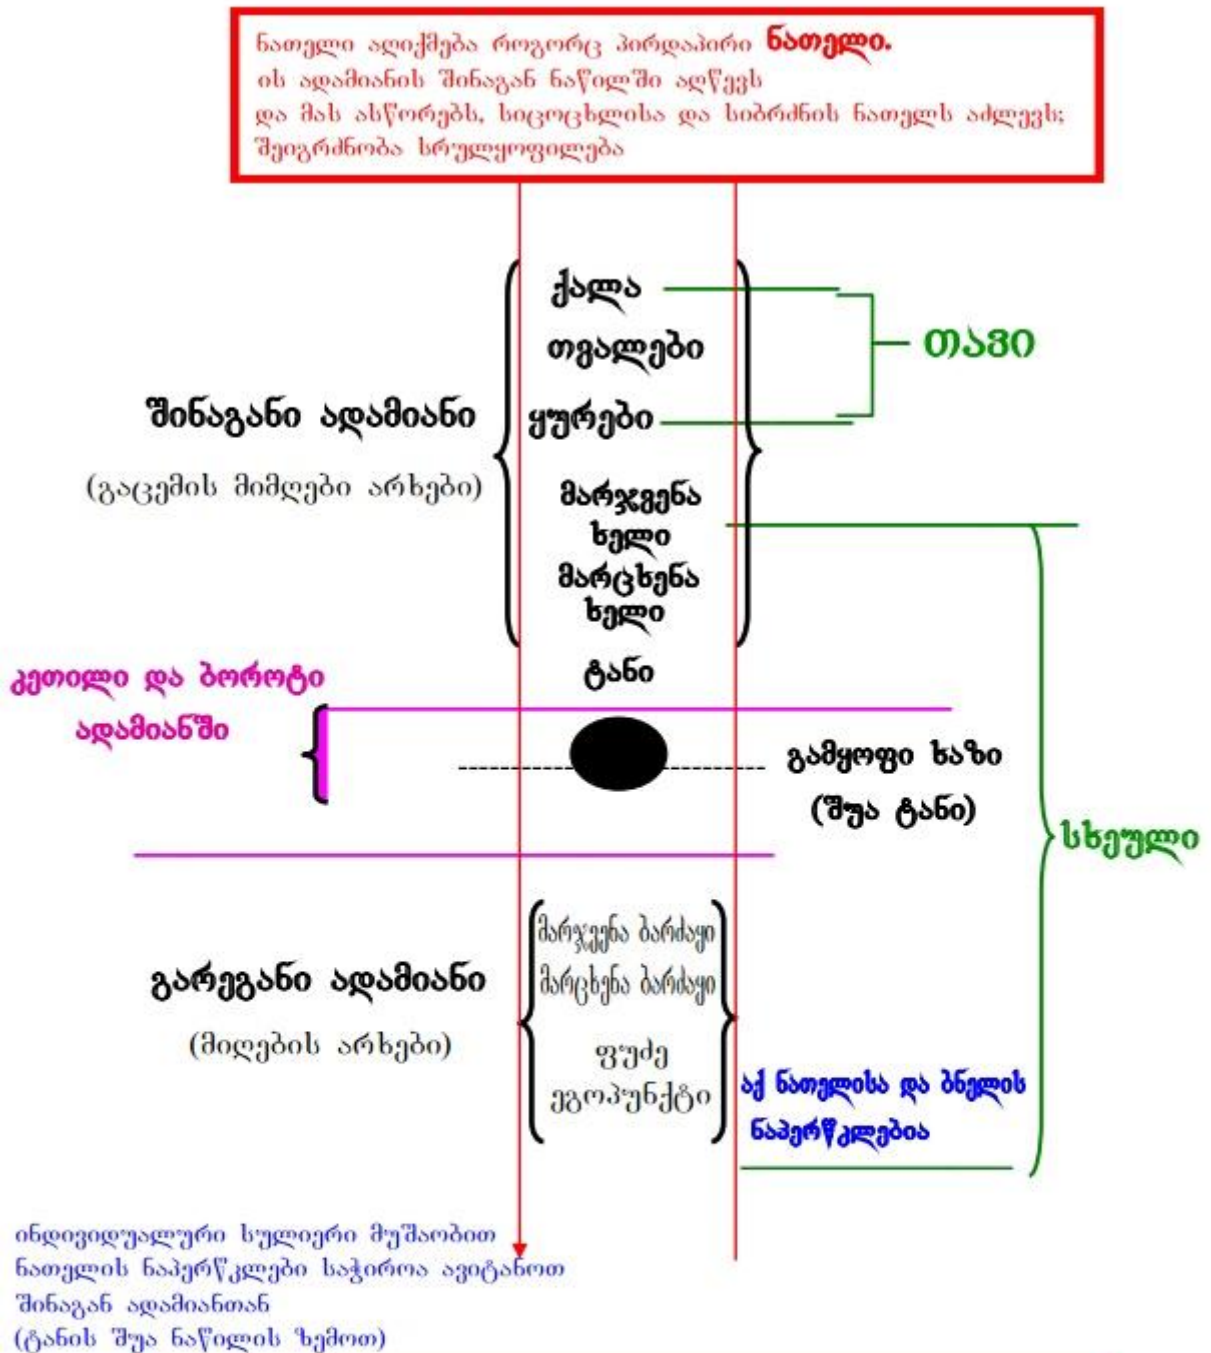 ნათელი აღიქმება როგორც პირდაპირი ნათელი.
ის ადამიანის შინაგან ნაწილში აღწევს
და მას ასწორებს, სიცოცხლისა და სიბრძნის ნათელს აძლევს;
შეიგრძნობა სრულყოფილება
ქალა
თვალები
თავი
შინაგანი ადამიანი
ყურები
(გაცემის მიმღები არხები)
მარჯვენა
ხელი
მარცხენა
ხელი
ტანი
კეთილი და ბოროტი
ადამიანში
გამყოფი ხაზი
(შუა ტანი)
სხეული
მარჯვენა ბარძაყი
მარცხენა ბარძაყი
გარეგანი ადამიანი
(მიღების არხები)
ფუძე
ეგოპუნქტი
აქ ნათელისა და ბნელის
ნაპერწკლებია
ინდივიდუალური სულიერი მუშაობით
ნათელის ნაპერწკლები საჭიროა ავიტანოთ
შინაგან ადამიანთან
(ტანის შუა ნაწილის ზემოთ)